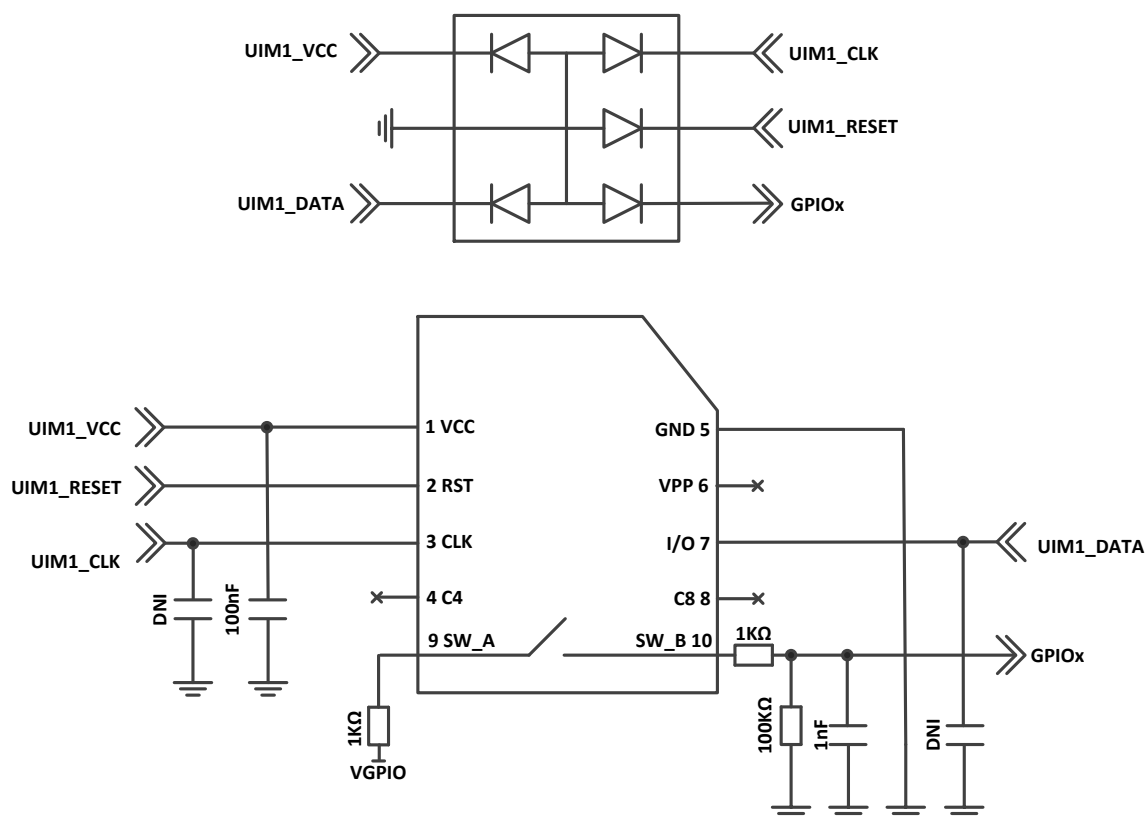 UIM1_VCC
UIM1_CLK
UIM1_RESET
UIM1_DATA
GPIOx
UIM1_VCC
1 VCC
GND 5
UIM1_RESET
2 RST
VPP 6
UIM1_CLK
3 CLK
I/O 7
UIM1_DATA
DNI
100nF
4 C4
C8 8
9 SW_A
SW_B 10
1KΩ
GPIOx
1KΩ
VGPIO
100KΩ
1nF
DNI